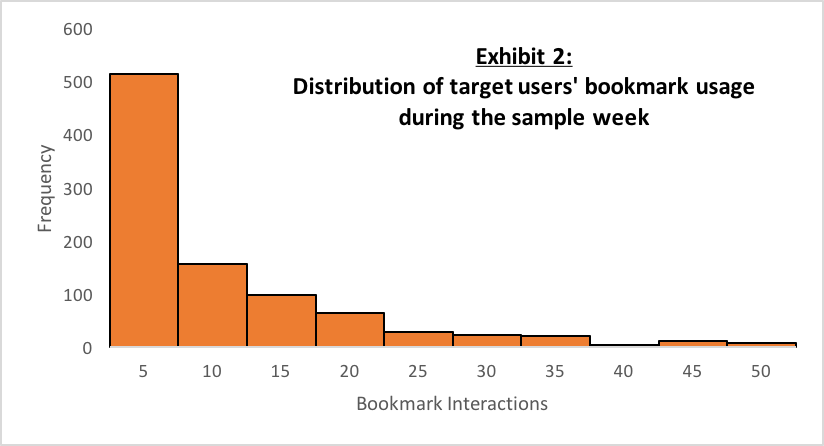 Exhibit 2:
Distribution of target users' bookmark usage
during the sample week
600
500
400
300
200
100
0
Frequency
5 10 15 20 25 30 35 40 45 50
Bookmark Interactions